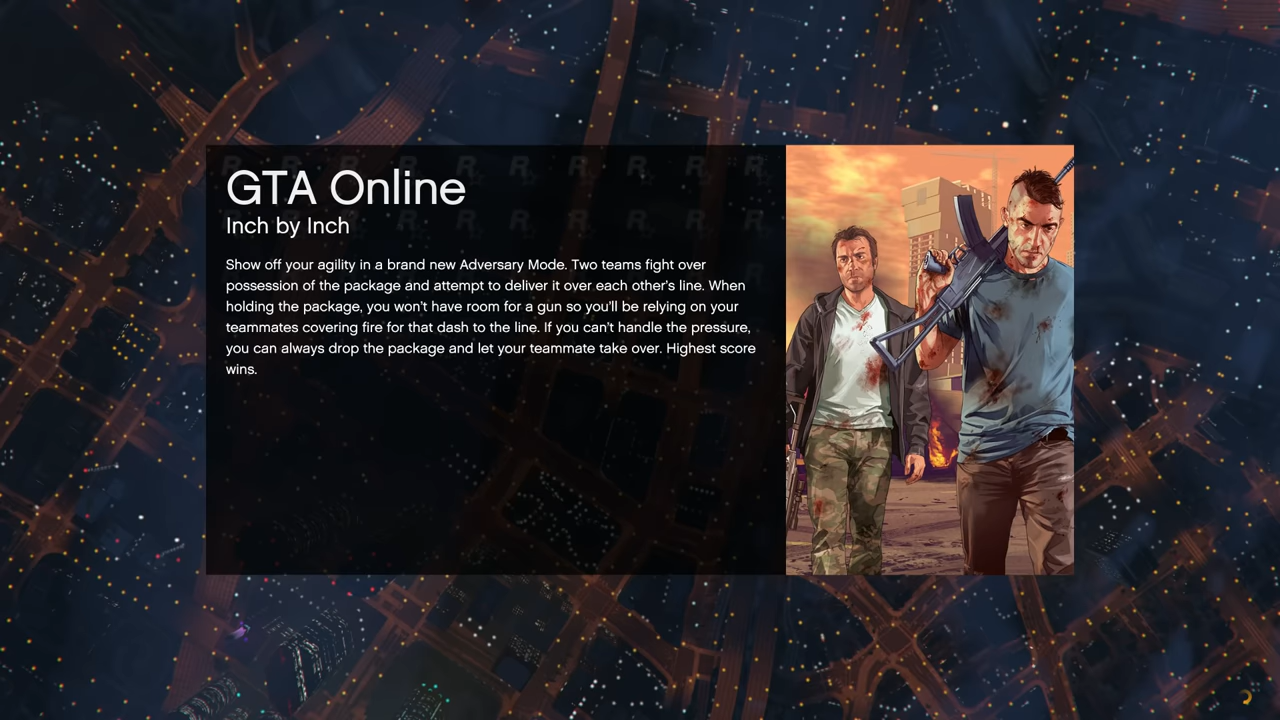 GTA Online
Inch by Inch
Show off your agility in a brand new Adversary Mode. Two teams fight over
possession of the package and attempt to deliver it over each other's line. When
holding the package, you won't have room for a gun so you'll be relying on your
teammates covering fire for that dash to the line. If you can't handle the pressure,
you can always drop the package and let your teammate take over. Highest score
wins.